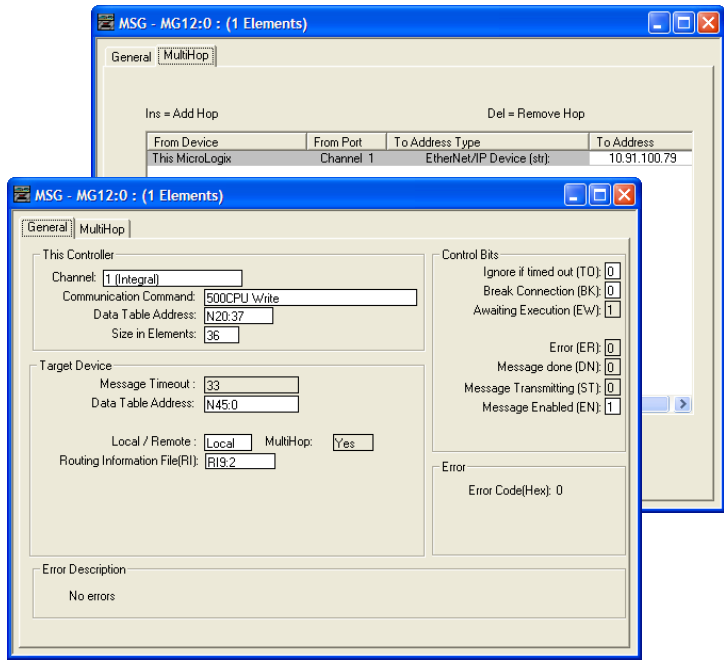 MSG - MG12:0 : (1 Elements)
General MultiHop
Ins = Add Hop Del = Remove Hop
From Device From Port To Address Type To Address
This MicroLogix Channel 1 EtherNet/IP Device (str): 10.91.100.79
MSG - MG12:0 : (1 Elements)
General MultiHop
This Controller
Channel: 1 (Integral)
Communication Command: 500CPU Write
Data Table Address: N20:37
Size in Elements: 36
Target Device
Message Timeout : 33
Data Table Address: N45:0
Local / Remote : Local MultiHop: Yes
Routing Information File(RI): RI9:2
Control Bits
Ignore if timed out (TO): 0
Break Connection (BK): 0
Awaiting Execution (EW): 1
Error (ER): 0
Message done (DN): 0
Message Transmitting (ST): 0
Message Enabled (EN): 1
Error
Error Code(Hex): 0
Error Description
No errors